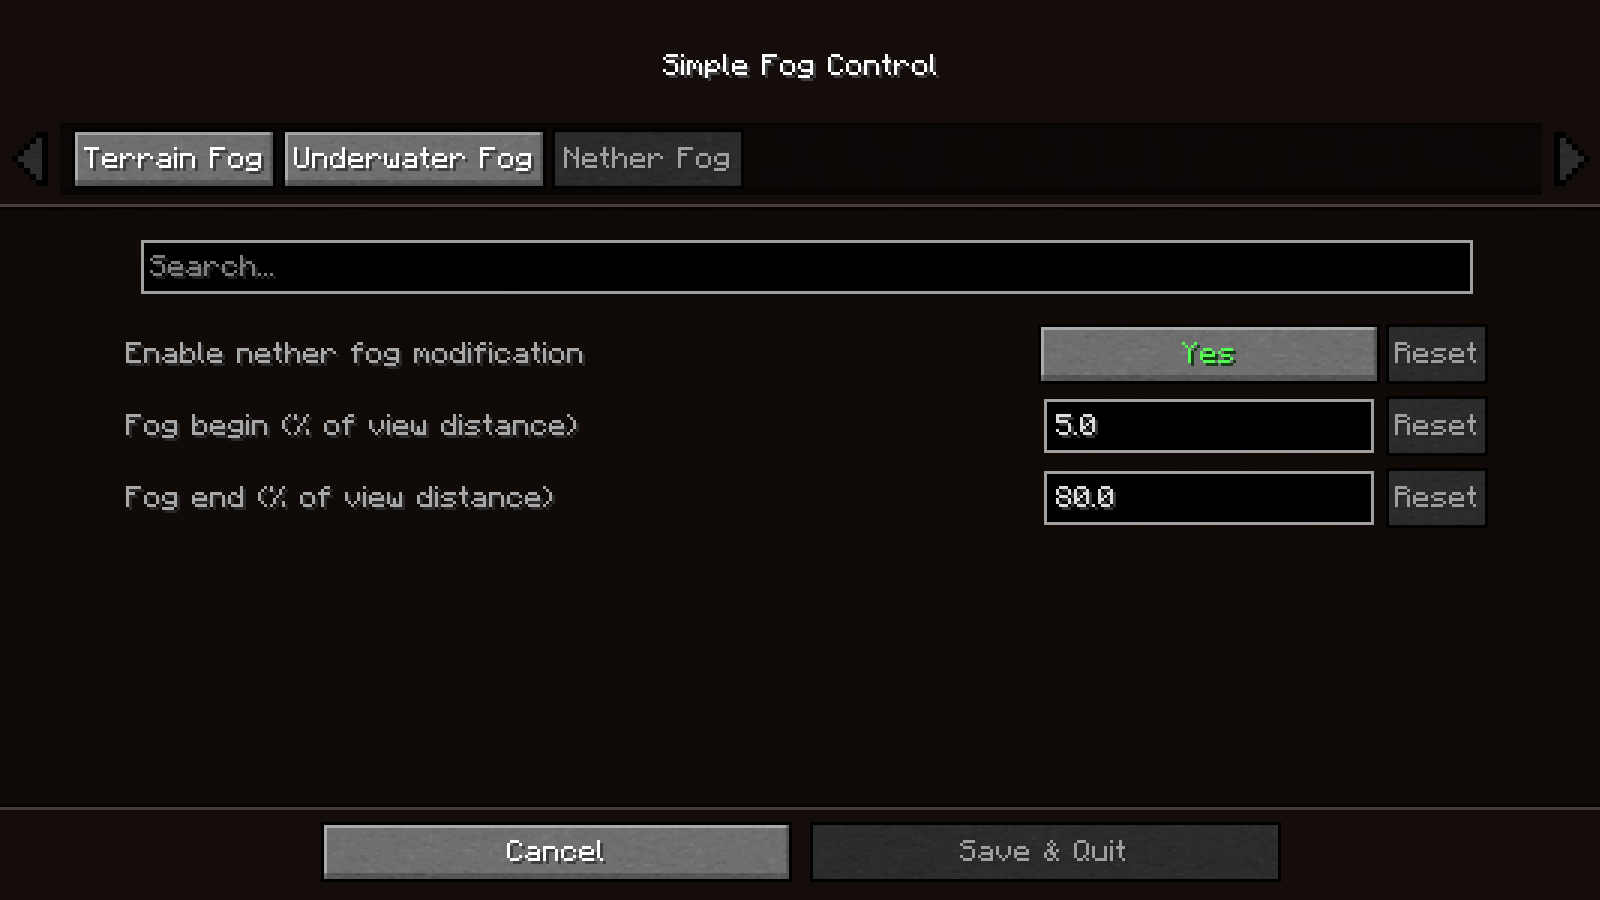 Simple Fog Control
Terrain Fog Underwater Fog Nether Fog
Search...
Enable nether fog modification Yes Reset
Fog begin (% of view distance) 5.0 Reset
Fog end (% of view distance) 80.0 Reset
Cancel Save & Quit